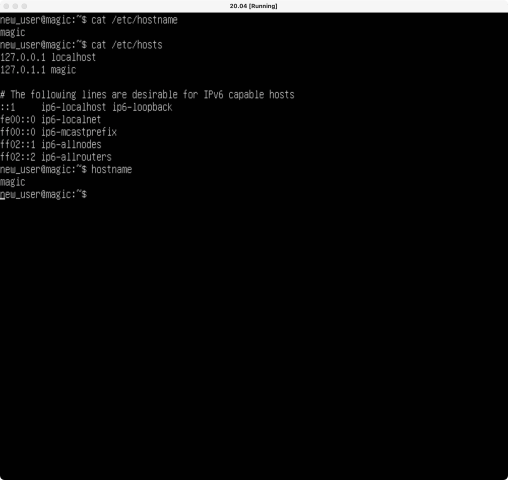 20.04 [Running]
new_user@magic:~$ cat /etc/hostname
magic
new_user@magic:~$ cat /etc/hosts
127.0.0.1 localhost
127.0.1.1 magic
# The following lines are desirable for IPv6 capable hosts
::1     ip6-localhost ip6-loopback
fe00::0 ip6-localnet
ff00::0 ip6-mcastprefix
ff02::1 ip6-allnodes
ff02::2 ip6-allrouters
new_user@magic:~$ hostname
magic
new_user@magic:~$